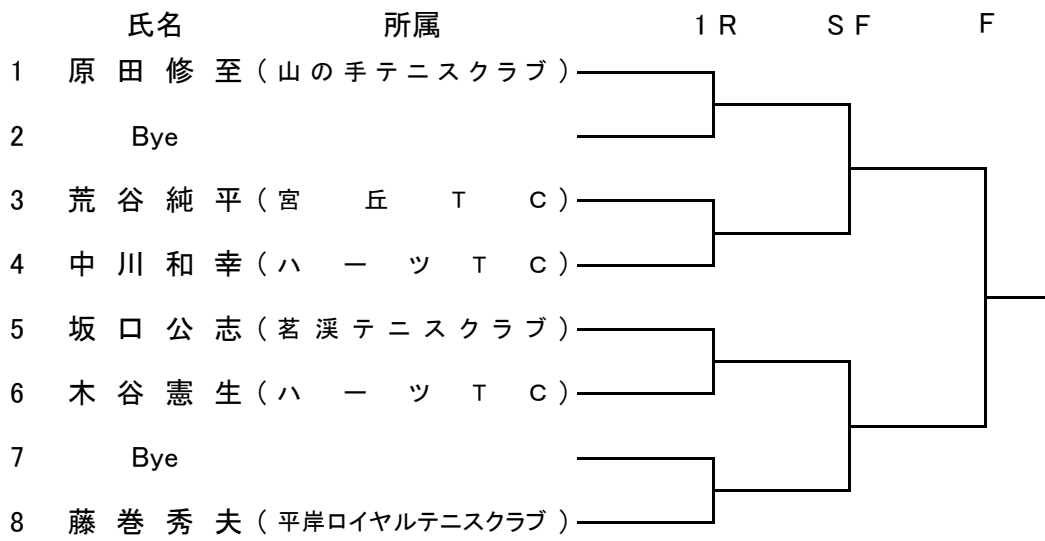 氏名 所属 1R SF F
1 原田修至(山の手テニスクラブ)
2 Bye
3 荒谷純平(宮丘TC)
4 中川和幸(ハーツTC)
5 坂口公志(茗渓テニスクラブ)
6 木谷憲生(ハーツTC)
7 Bye
8 藤巻秀夫(平岸ロイヤルテニスクラブ)